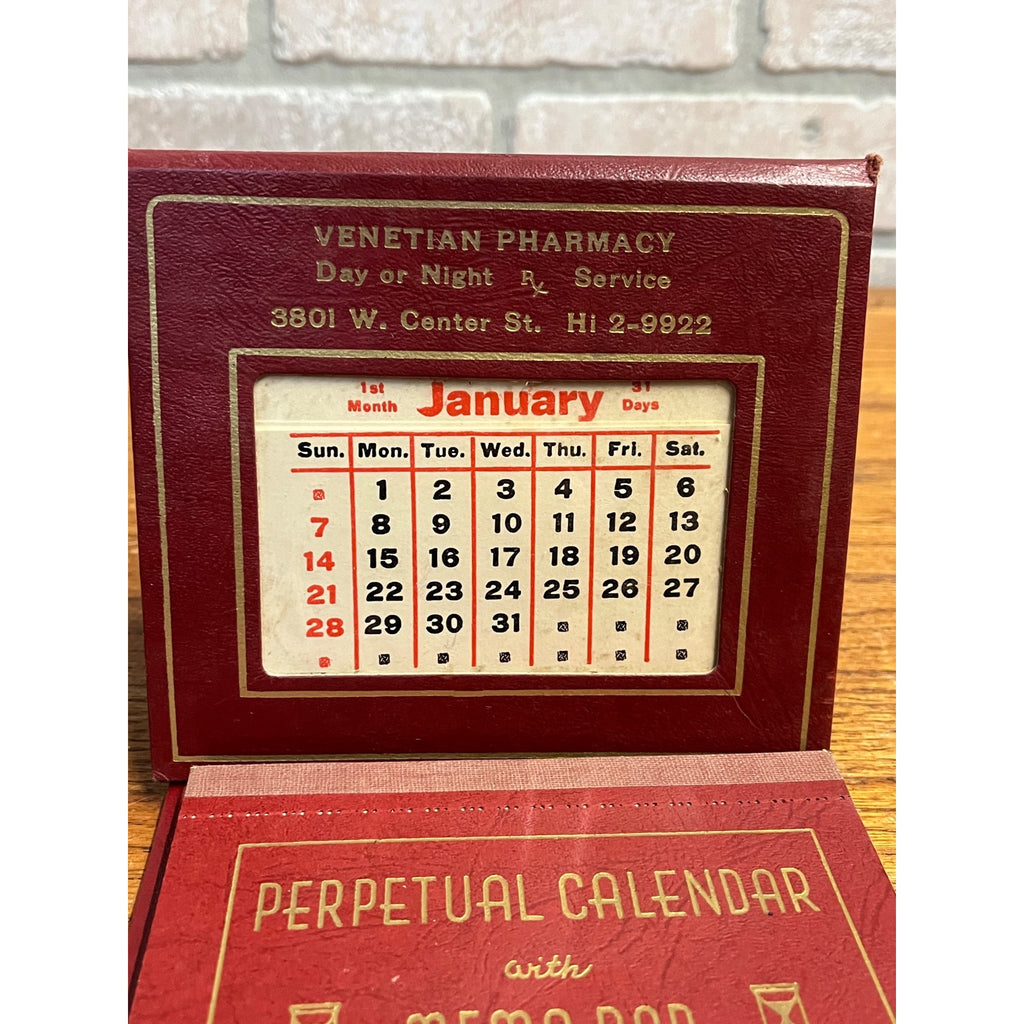 VENETIAN PHARMACY
Day or Night Rx Service
3801 W. Center St. Hi 2-9922
1st Month January 31 Days
Sun. Mon. Tue. Wed. Thu. Fri. Sat.
1 2 3 4 5 6
7 8 9 10 11 12 13
14 15 16 17 18 19 20
21 22 23 24 25 26 27
28 29 30 31
PERPETUAL CALENDAR
with
MEMO PAD